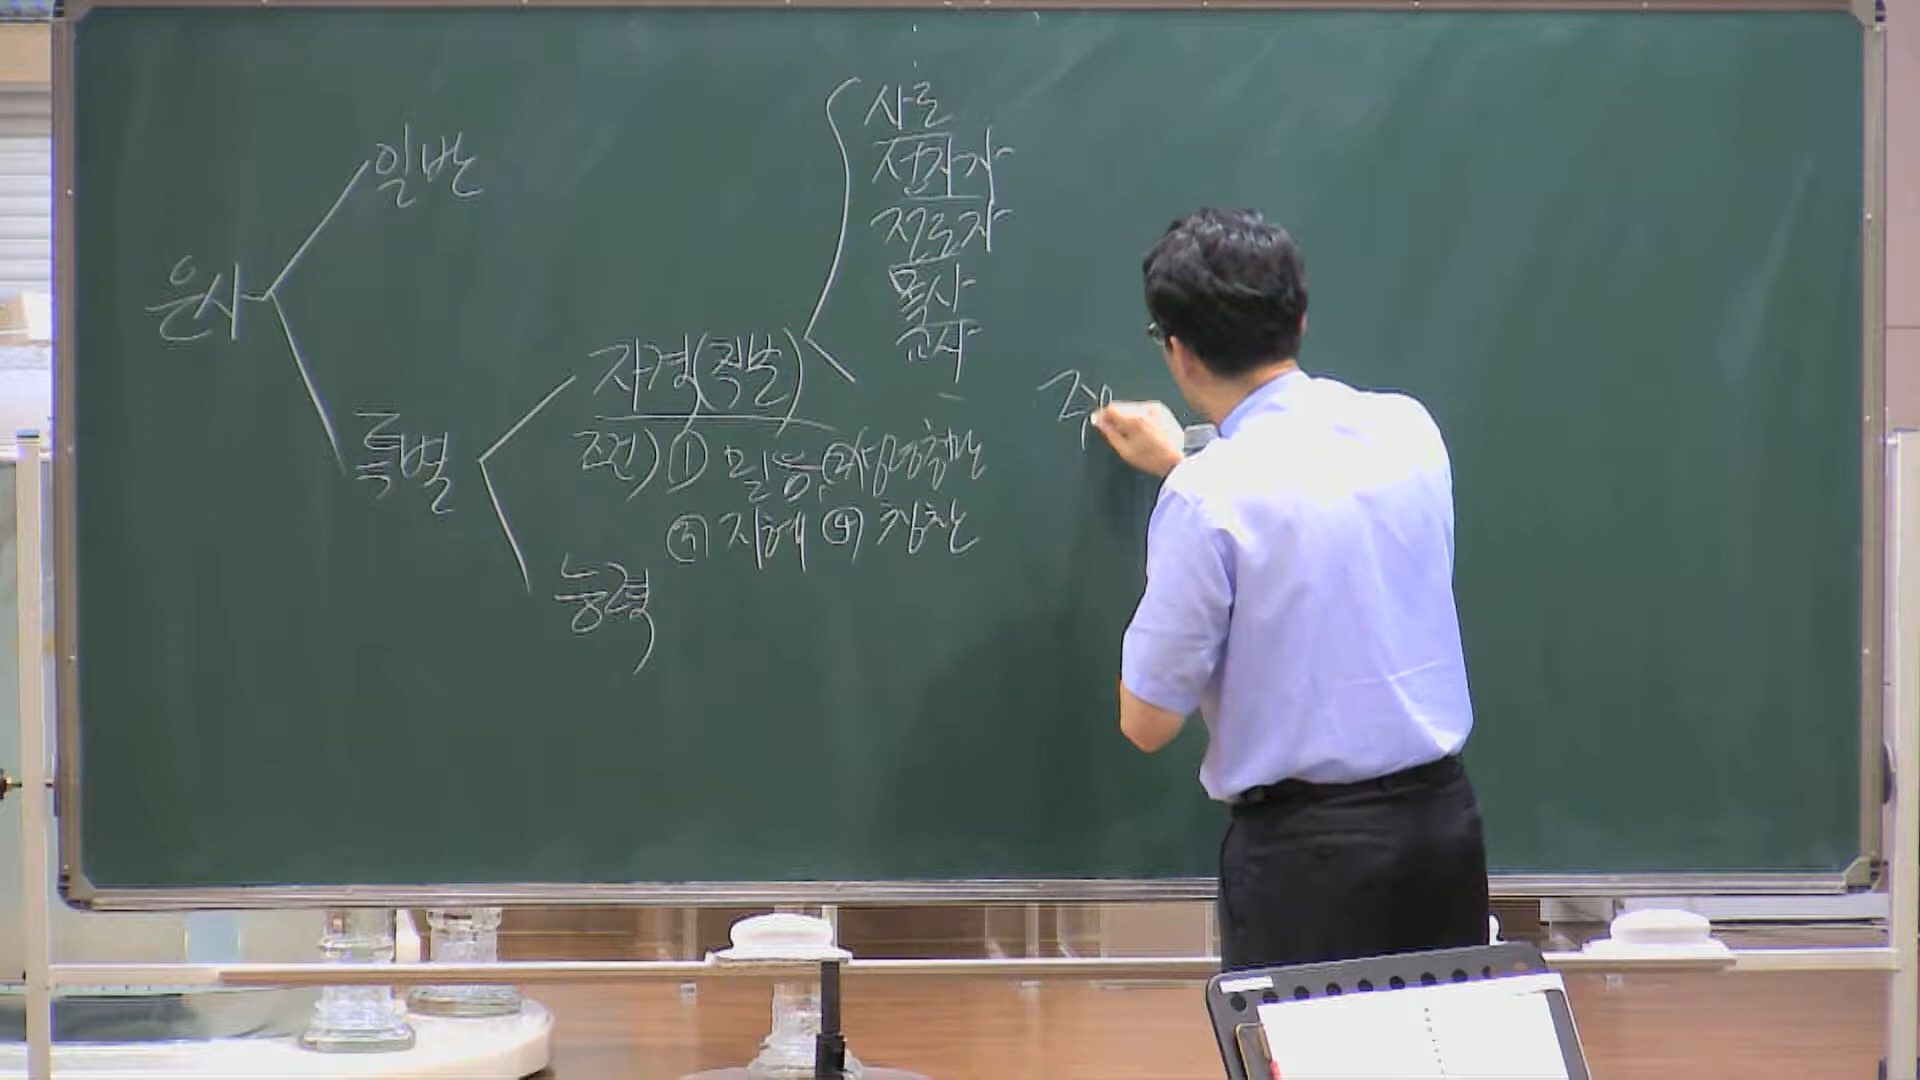 일반
은사
특별
자격(직분)
조건) ① 믿음 ② 성령충만
③ 지혜 ④ 칭찬
능력
사도
선지자
전도자
목사
교사